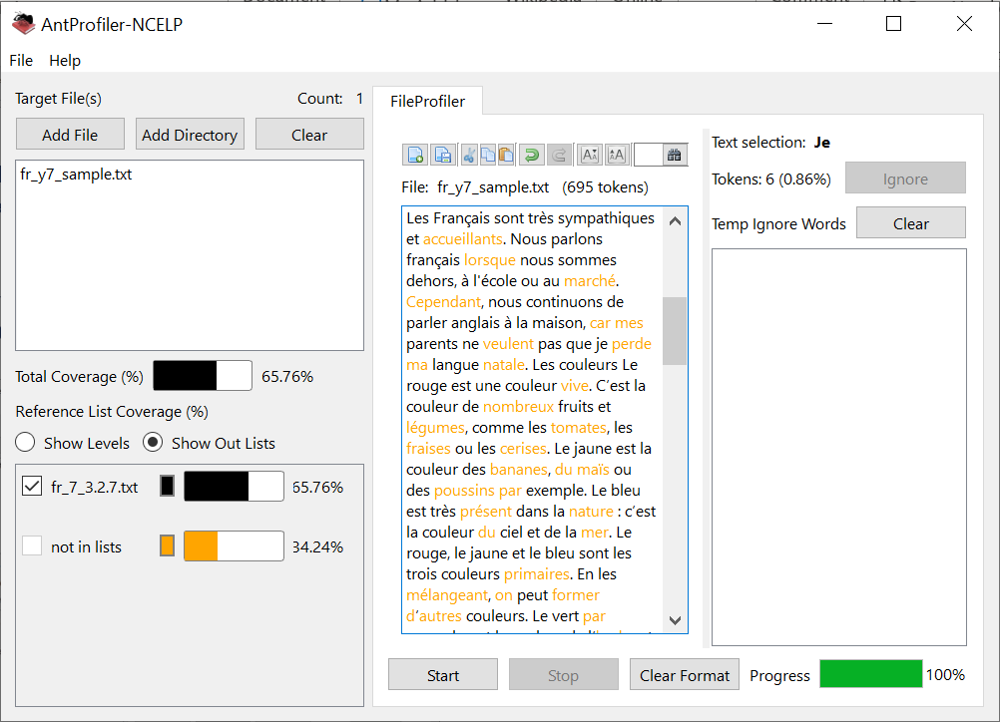 AntProfiler-NCELP
File Help
Target File(s) Count: 1
Add File Add Directory Clear
fr_y7_sample.txt
Total Coverage (%) 65.76%
Reference List Coverage (%)
Show Levels Show Out Lists
fr_7_3.2.7.txt 65.76%
not in lists 34.24%
FileProfiler
File: fr_y7_sample.txt (695 tokens)
Les Français sont très sympathiques
et accueillants. Nous parlons
français lorsque nous sommes
dehors, à l'école ou au marché.
Cependant, nous continuons de
parler anglais à la maison, car mes
parents ne veulent pas que je perde
ma langue natale. Les couleurs Le
rouge est une couleur vive. C’est la
couleur de nombreux fruits et
légumes, comme les tomates, les
fraises ou les cerises. Le jaune est la
couleur des bananes, du maïs ou
des poussins par exemple. Le bleu
est très présent dans la nature : c’est
la couleur du ciel et de la mer. Le
rouge, le jaune et le bleu sont les
trois couleurs primaires. En les
mélangeant, on peut former
d’autres couleurs. Le vert par
Text selection: Je
Tokens: 6 (0.86%) Ignore
Temp Ignore Words Clear
Start Stop Clear Format Progress 100%